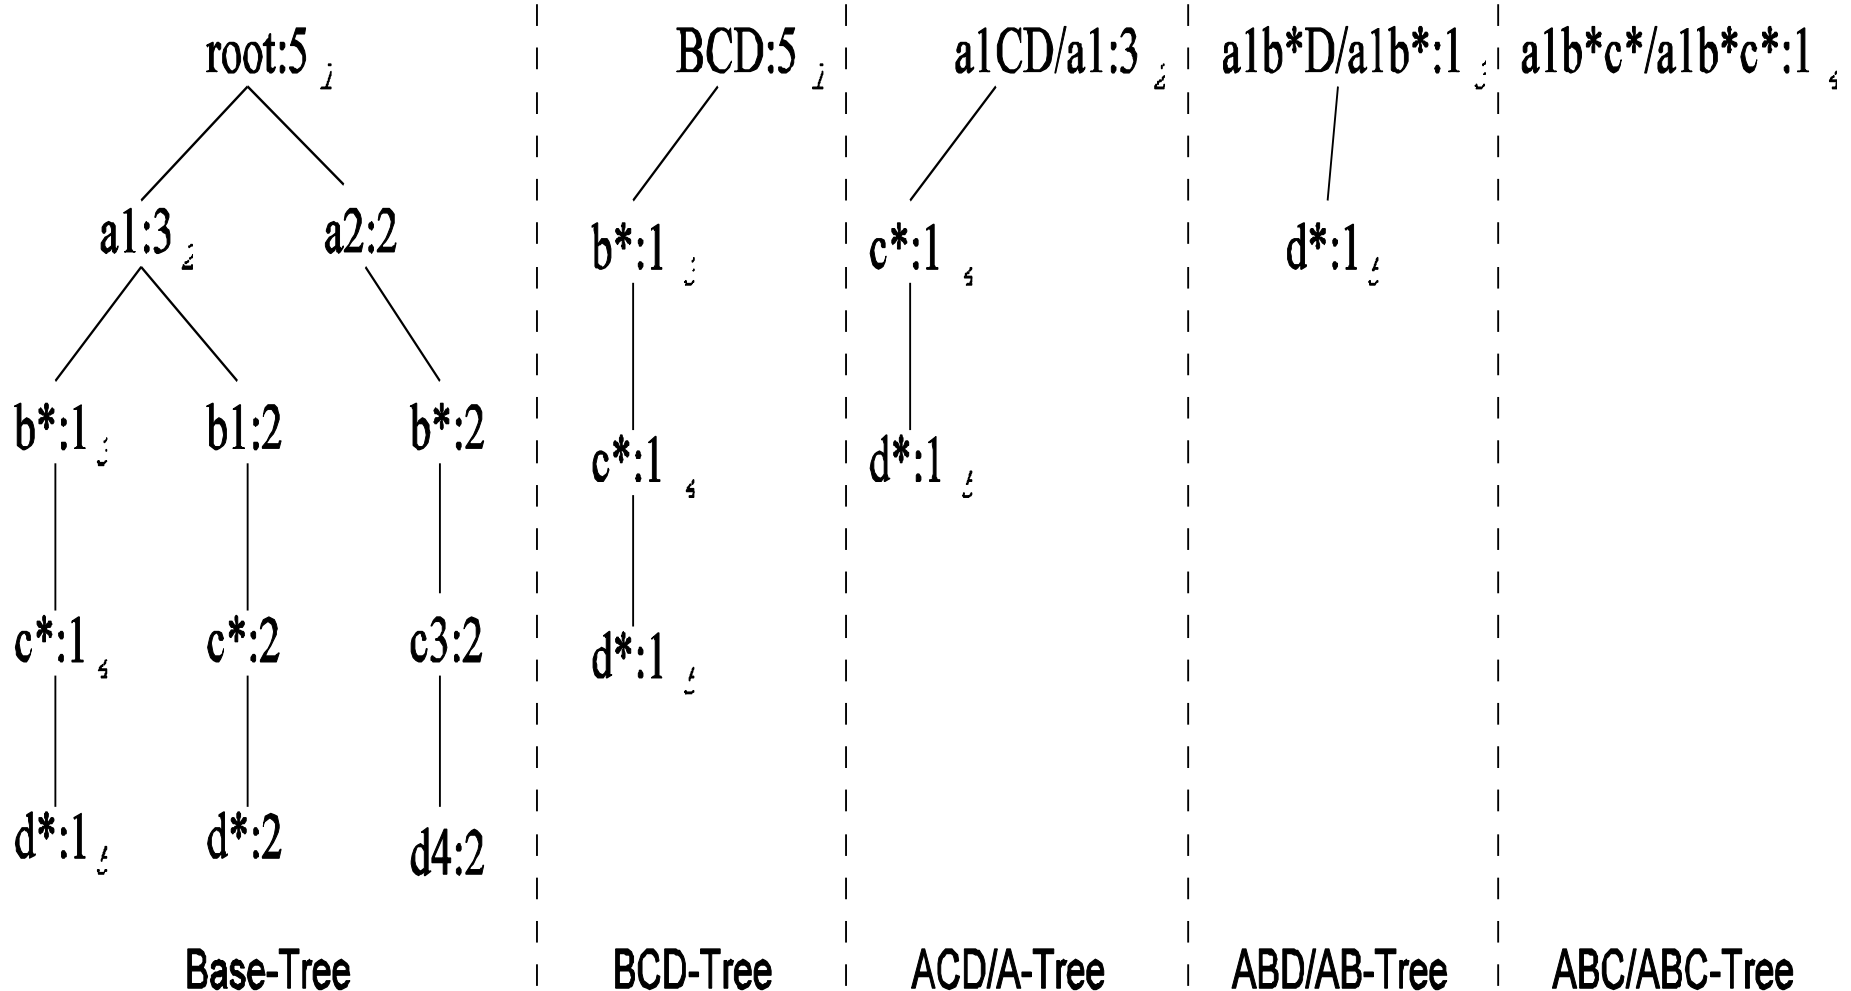 root:5 1 BCD:5 1 a1CD/a1:3 2 a1b*D/a1b*:1 3 a1b*c*/a1b*c*:1 4
a1:3 2 a2:2 b*:1 3 c*:1 4 d*:1 5
b*:1 3 b1:2 b*:2 c*:1 4 d*:1 5
c*:1 4 c*:2 c3:2 d*:1 5
d*:1 5 d*:2 d4:2
Base-Tree BCD-Tree ACD/A-Tree ABD/AB-Tree ABC/ABC-Tree